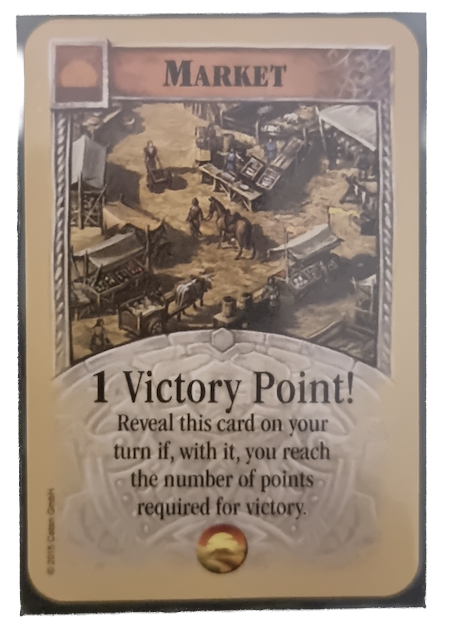 MARKET
1 Victory Point!
Reveal this card on your
turn if, with it, you reach
the number of points
required for victory.
© 2015 Catan GmbH